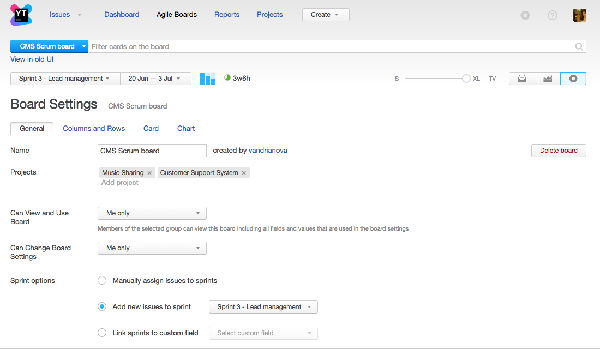 YT
Issues Dashboard Agile Boards Reports Projects Create
CMS Scrum board Filter cards on the board
View in old UI
Sprint 3 - Lead management 20 Jun — 3 Jul 3w6h S XL TV
Board Settings CMS Scrum board
General Columns and Rows Card Chart
Name CMS Scrum board created by vandrianova Delete board
Projects Music Sharing × Customer Support System ×
Add project
Can View and Use Board Me only
Members of the selected group can view this board including all fields and values that are used in the board settings
Can Change Board Settings Me only
Sprint options Manually assign issues to sprints
Add new issues to sprint Sprint 3 - Lead management
Link sprints to custom field Select custom field